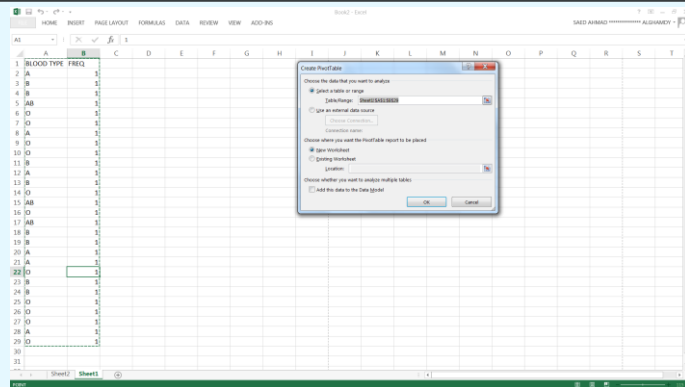 Book2 - Excel
HOME INSERT PAGE LAYOUT FORMULAS DATA REVIEW VIEW ADD-INS
SAED AHMAD ************** ALGHAMDY
A1 fx 1
A B C D E F G H I J K L M N O P Q R S T
1 BLOOD TYPE FREQ
2 A 1
3 B 1
4 B 1
5 AB 1
6 O 1
7 O 1
8 A 1
9 O 1
10 O 1
11 B 1
12 A 1
13 B 1
14 O 1
15 AB 1
16 O 1
17 AB 1
18 B 1
19 B 1
20 A 1
21 A 1
22 O 1
23 B 1
24 B 1
25 O 1
26 O 1
27 O 1
28 A 1
29 O 1
30
31
Create PivotTable
Choose the data that you want to analyze
Select a table or range
Table/Range:
Use an external data source
Choose Connection...
Connection name:
Choose where you want the PivotTable report to be placed
New Worksheet
Existing Worksheet
Location:
Choose whether you want to analyze multiple tables
Add this data to the Data Model
OK Cancel
Sheet2 Sheet1
POINT